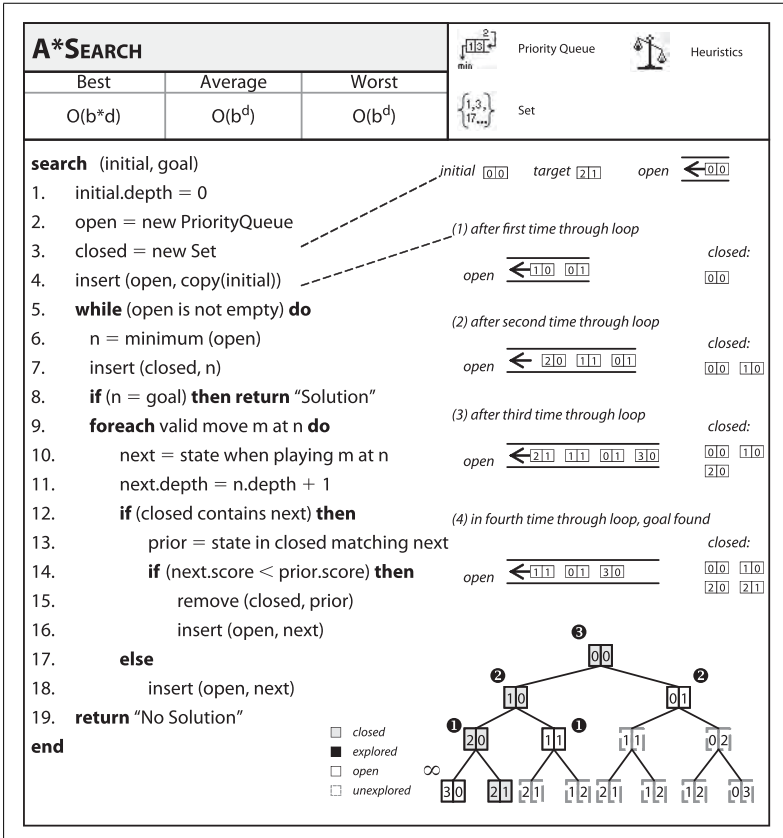 A*SEARCH
Best Average Worst
O(b*d) O(b^d) O(b^d)
2
1 3
min
Priority Queue
Heuristics
{1,3,
17...}
Set
search (initial, goal)
1. initial.depth = 0
2. open = new PriorityQueue
3. closed = new Set
4. insert (open, copy(initial))
5. while (open is not empty) do
6. n = minimum (open)
7. insert (closed, n)
8. if (n = goal) then return “Solution”
9. foreach valid move m at n do
10. next = state when playing m at n
11. next.depth = n.depth + 1
12. if (closed contains next) then
13. prior = state in closed matching next
14. if (next.score < prior.score) then
15. remove (closed, prior)
16. insert (open, next)
17. else
18. insert (open, next)
19. return “No Solution”
end
initial 0 0 target 2 1 open 0 0
(1) after first time through loop
closed:
open 1 0 0 1
0 0
(2) after second time through loop
closed:
open 2 0 1 1 0 1
0 0 1 0
(3) after third time through loop
closed:
open 2 1 1 1 0 1 3 0
0 0 1 0
2 0
(4) in fourth time through loop, goal found
closed:
open 1 1 0 1 3 0
0 0 1 0
2 0 2 1
3
0 0
2 2
1 0 0 1
1 1
2 0 1 1 1 1 0 2
∞
3 0 2 1 2 1 1 2 2 1 1 2 1 2 0 3
closed
explored
open
unexplored